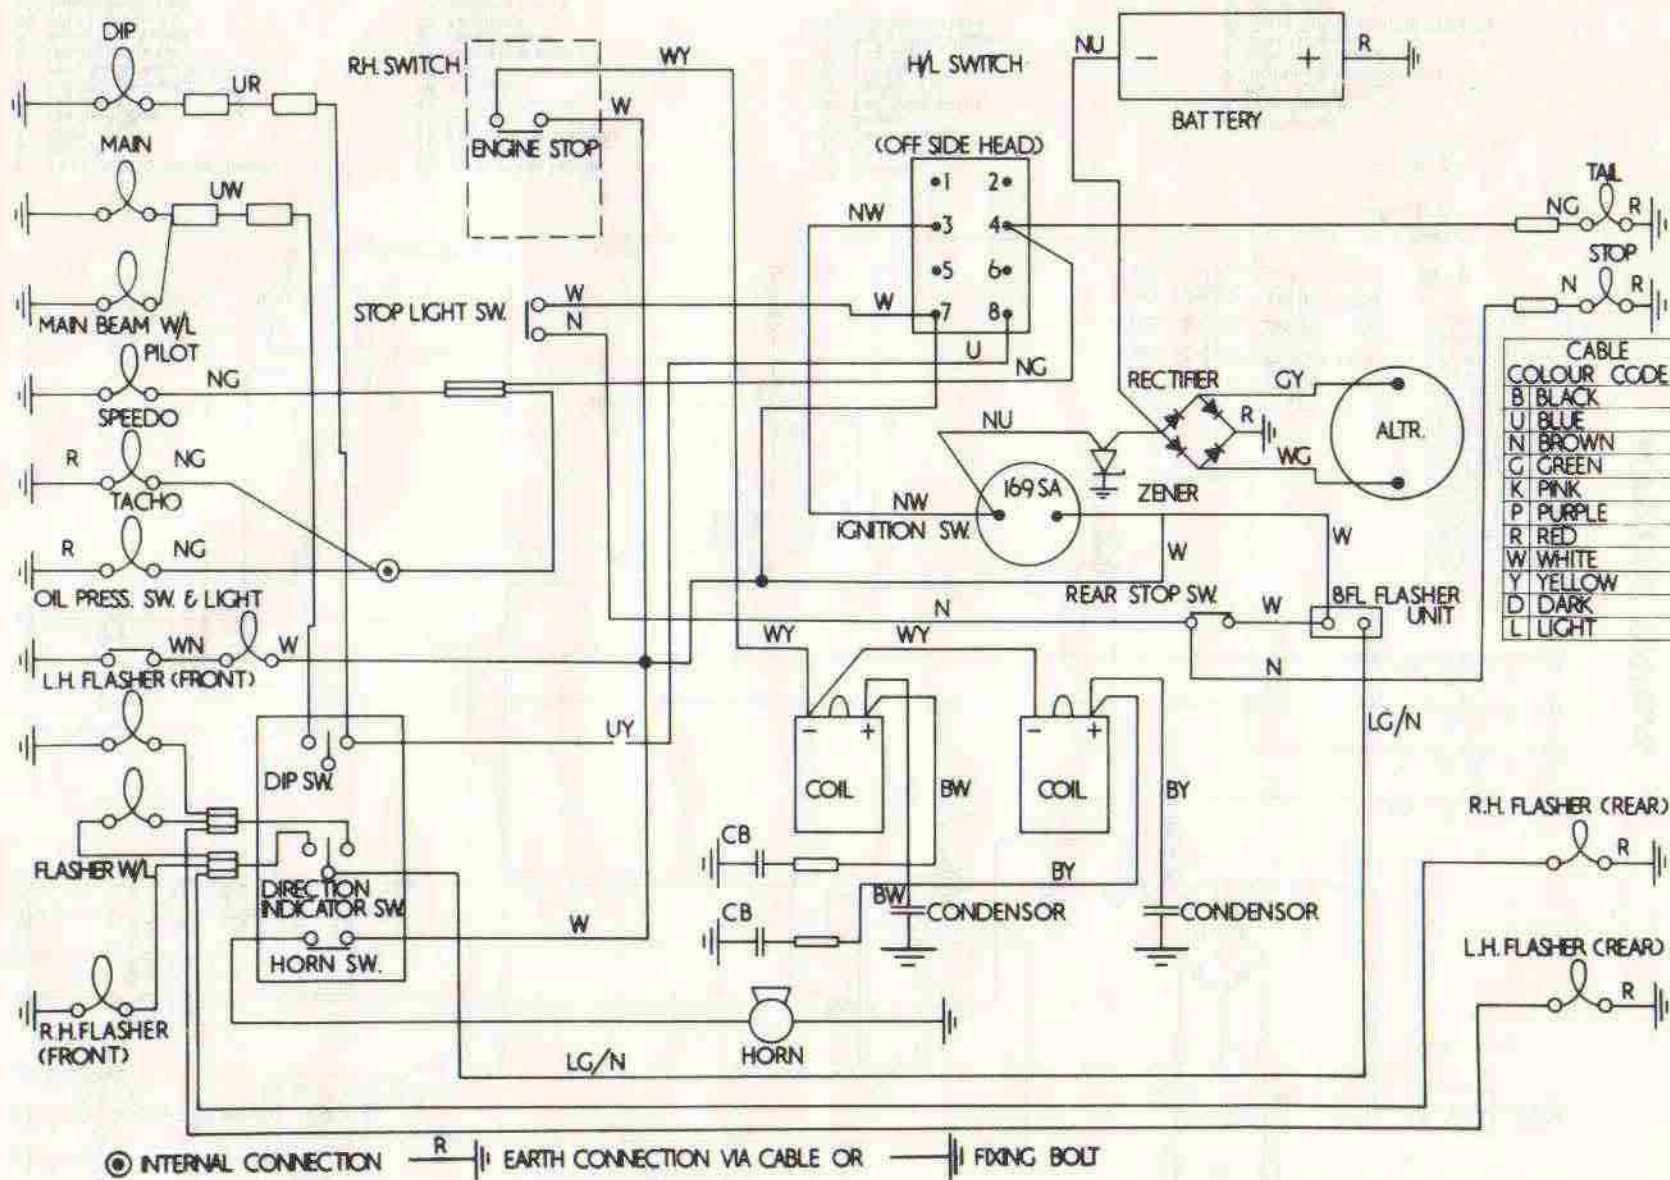 DIP
UR
MAIN
UW
MAIN BEAM W/L
PILOT
NG
SPEEDO
R
NG
TACHO
R
NG
OIL PRESS. SW. & LIGHT
WN
W
L.H. FLASHER (FRONT)
FLASHER W/L
R.H. FLASHER
(FRONT)
DIP SW.
DIRECTION
INDICATOR SW.
HORN SW.
RH. SWITCH
WY
W
ENGINE STOP
STOP LIGHT SW.
W
N
W
H/L SWITCH
(OFF SIDE HEAD)
1 2
3 4
5 6
7 8
NW
U
NG
NU
R
- +
BATTERY
TAIL
NG
R
STOP
N
R
RECTIFIER
GY
R
WG
ALTR.
NU
ZENER
169 SA
NW
IGNITION SW.
W
W
REAR STOP SW.
W
8FL FLASHER
UNIT
N
N
WY
WY
UY
- +
COIL
BW
- +
COIL
BY
LG/N
CB
BW
CONDENSOR
CB
BY
CONDENSOR
W
HORN
LG/N
R.H. FLASHER (REAR)
R
L.H. FLASHER (REAR)
R
CABLE
COLOUR CODE
B BLACK
U BLUE
N BROWN
G GREEN
K PINK
P PURPLE
R RED
W WHITE
Y YELLOW
D DARK
L LIGHT
INTERNAL CONNECTION
R
EARTH CONNECTION VIA CABLE OR
FIXING BOLT